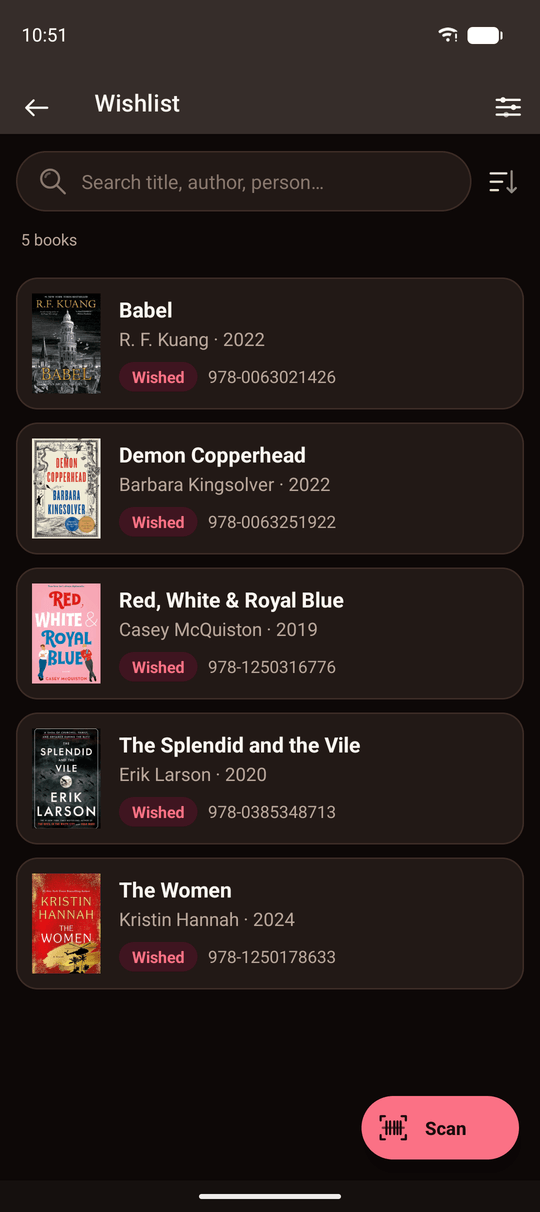 10:51
Wishlist
Search title, author, person…
5 books
R.F. KUANG
BABEL
Babel
R. F. Kuang · 2022
Wished 978-0063021426
DEMON
COPPERHEAD
BARBARA
KINGSOLVER
Demon Copperhead
Barbara Kingsolver · 2022
Wished 978-0063251922
RED,
WHITE &
ROYAL
BLUE
CASEY McQUISTON
Red, White & Royal Blue
Casey McQuiston · 2019
Wished 978-1250316776
THE
SPLENDID
AND THE
VILE
ERIK
LARSON
The Splendid and the Vile
Erik Larson · 2020
Wished 978-0385348713
KRISTIN
HANNAH
THE
WOMEN
The Women
Kristin Hannah · 2024
Wished 978-1250178633
Scan